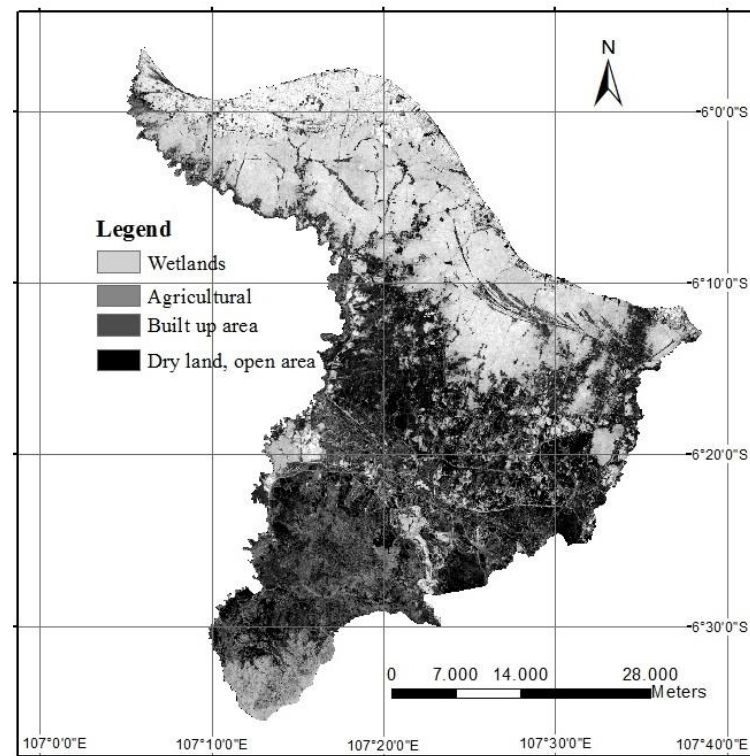 N
6°0'0"S
Legend
Wetlands
Agricultural
Built up area
Dry land, open area
6°10'0"S
6°20'0"S
6°30'0"S
0 7.000 14.000 28.000
Meters
107°0'0"E 107°10'0"E 107°20'0"E 107°30'0"E 107°40'0"E